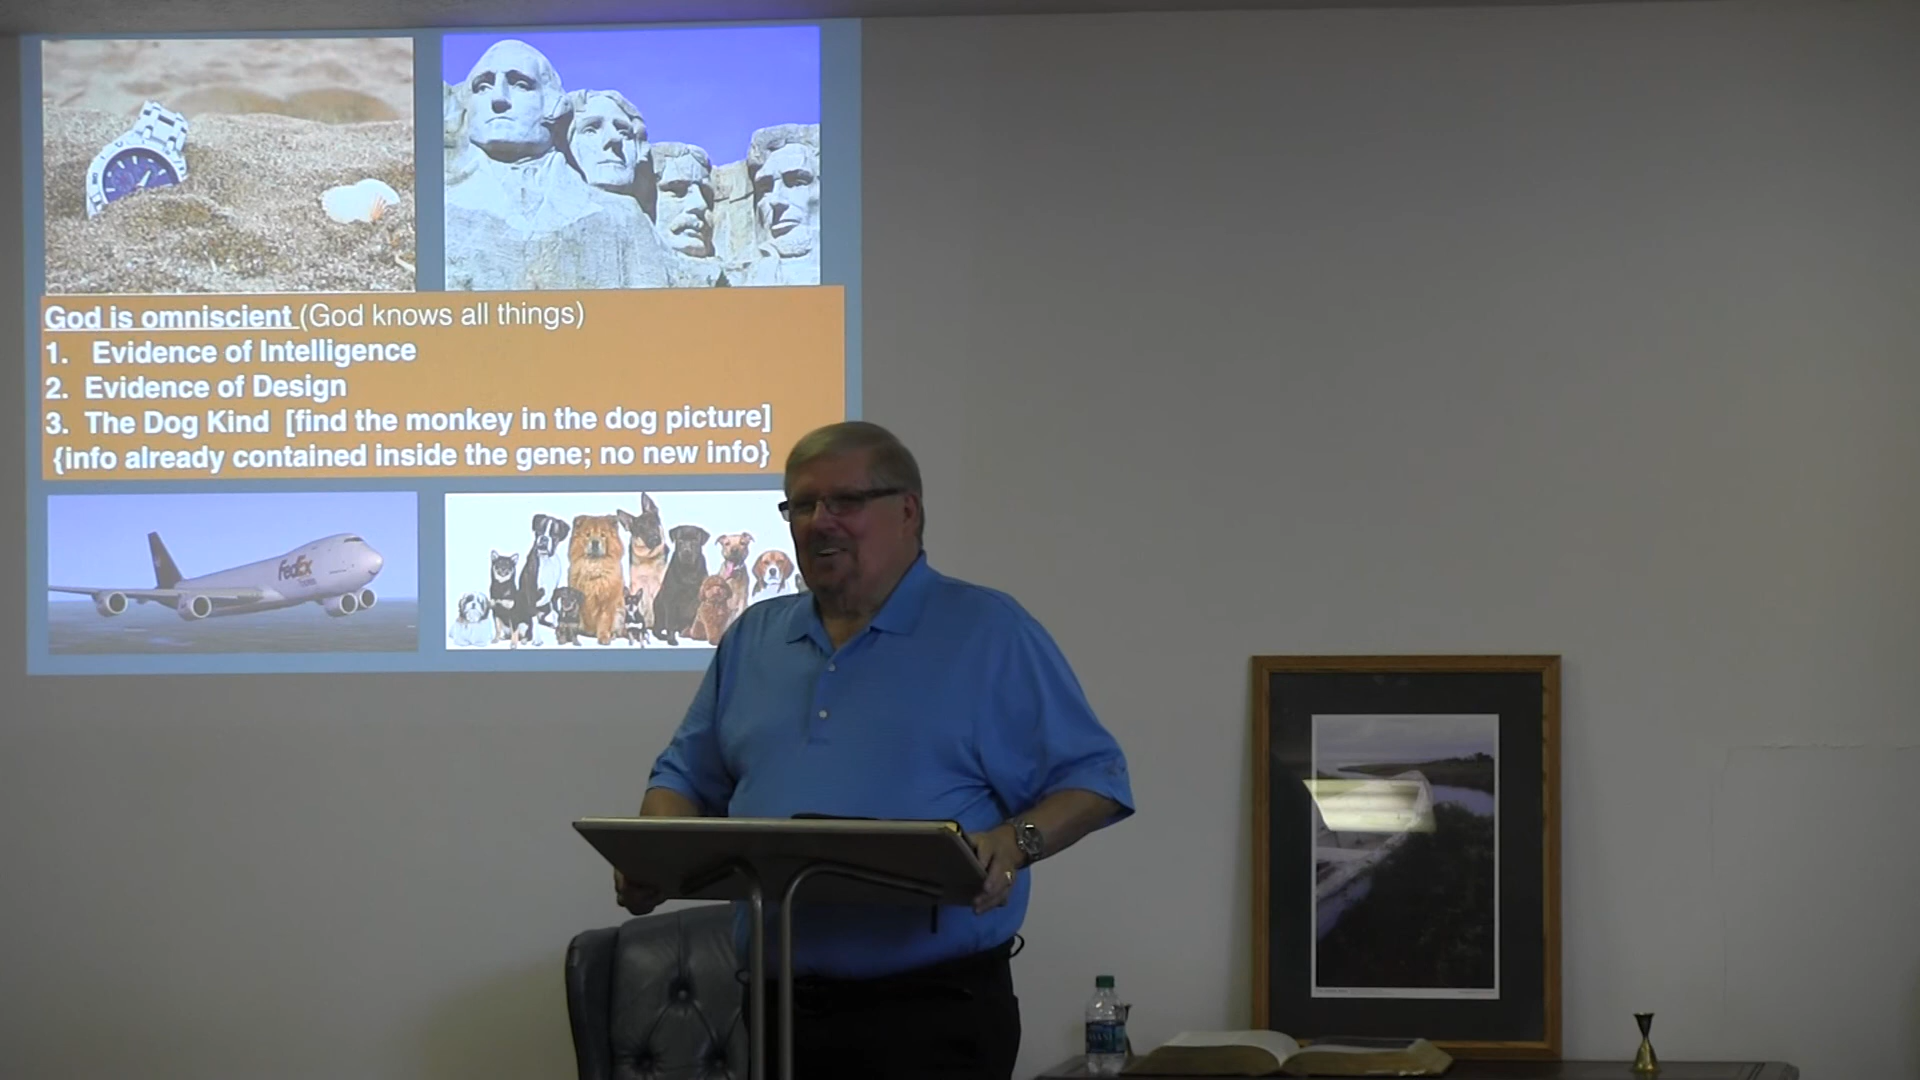 God is omniscient (God knows all things)
1. Evidence of Intelligence
2. Evidence of Design
3. The Dog Kind [find the monkey in the dog picture]
{info already contained inside the gene; no new info}
FedEx